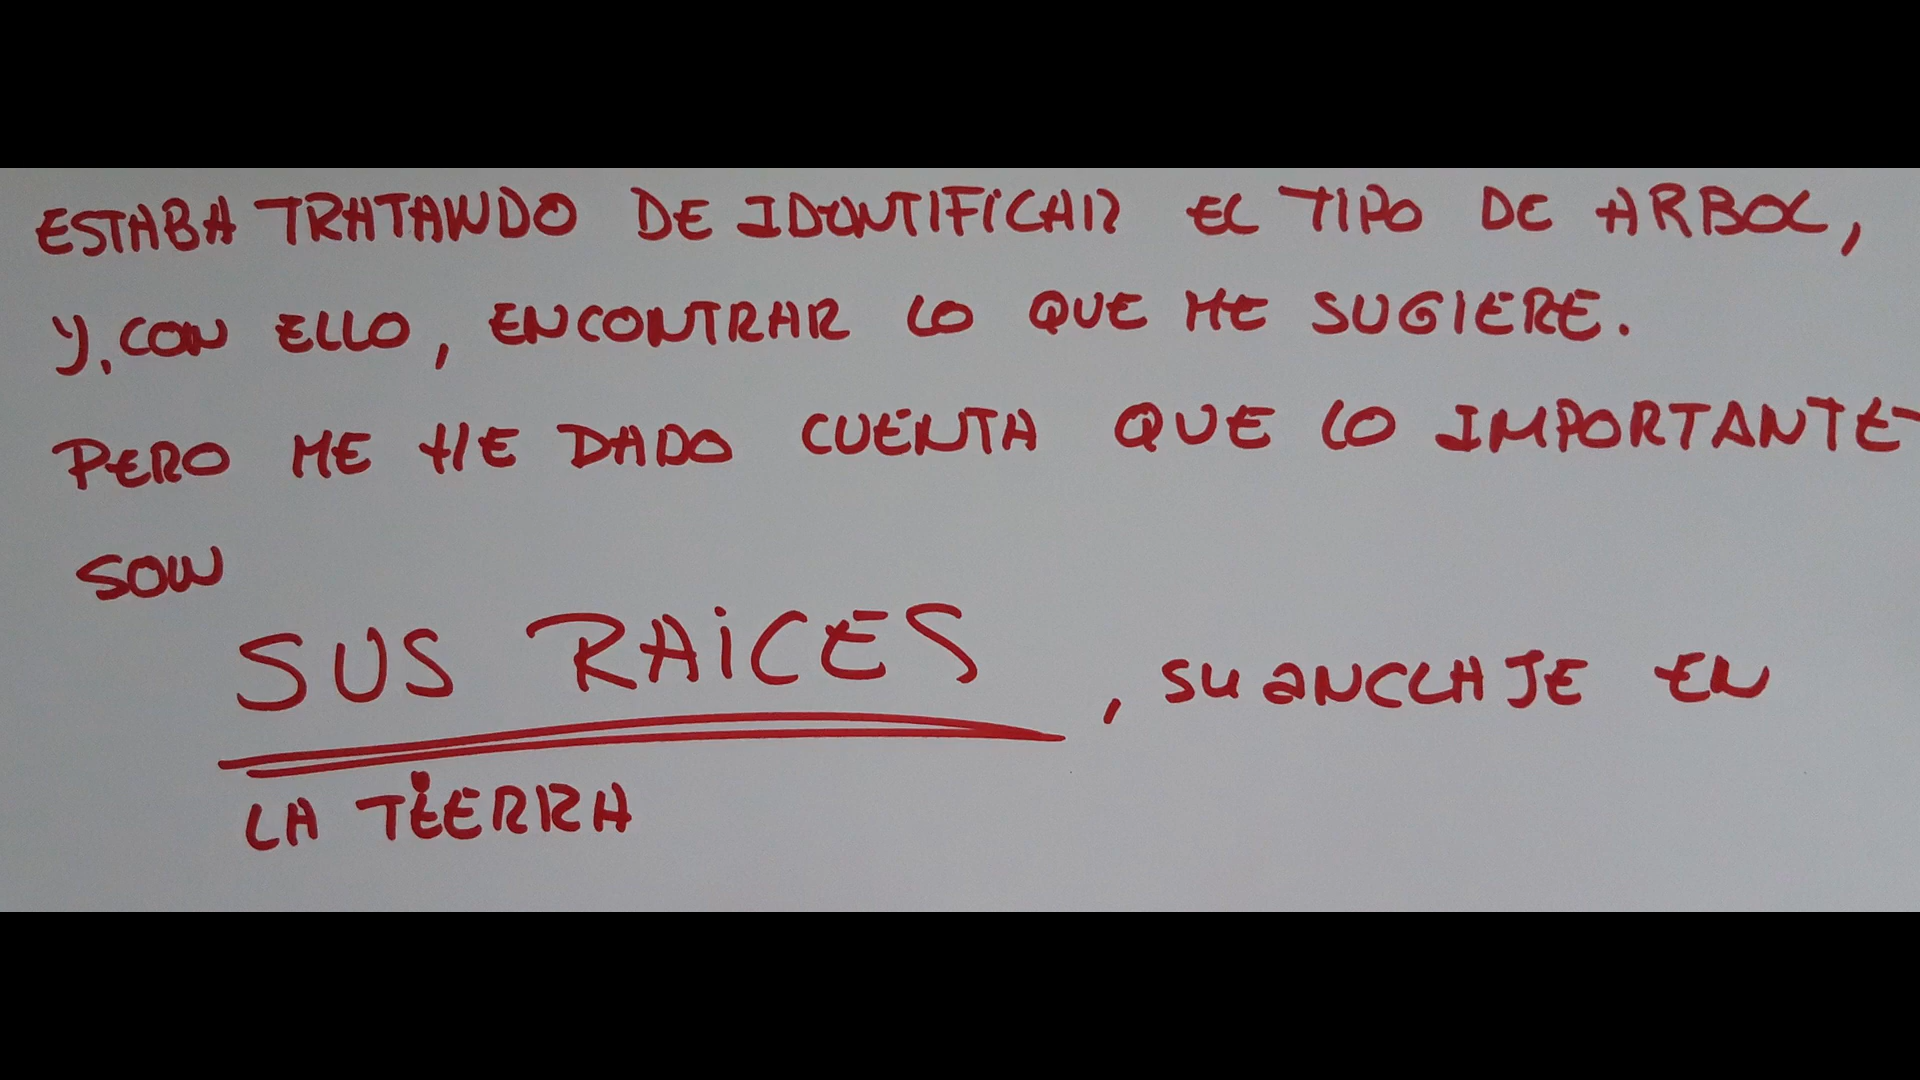 ESTABA TRATANDO DE IDENTIFICAR EL TIPO DE ARBOL,
Y, CON ELLO, ENCONTRAR LO QUE ME SUGIERE.
PERO ME HE DADO CUENTA QUE LO IMPORTANTE
SON
SUS RAICES, SU ANCLAJE EN
LA TIERRA